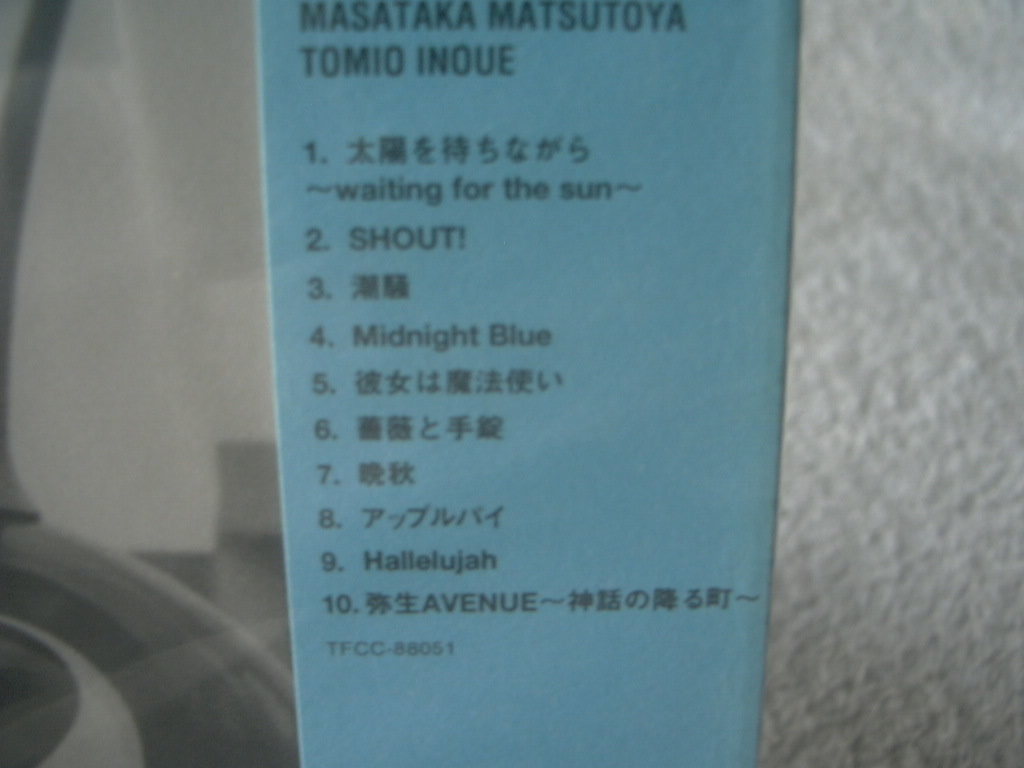 MASATAKA MATSUTOYA
TOMIO INOUE
1. 太陽を待ちながら
～waiting for the sun～
2. SHOUT!
3. 潮騒
4. Midnight Blue
5. 彼女は魔法使い
6. 薔薇と手錠
7. 晩秋
8. アップルパイ
9. Hallelujah
10. 弥生AVENUE～神話の降る町～
TFCC-88051